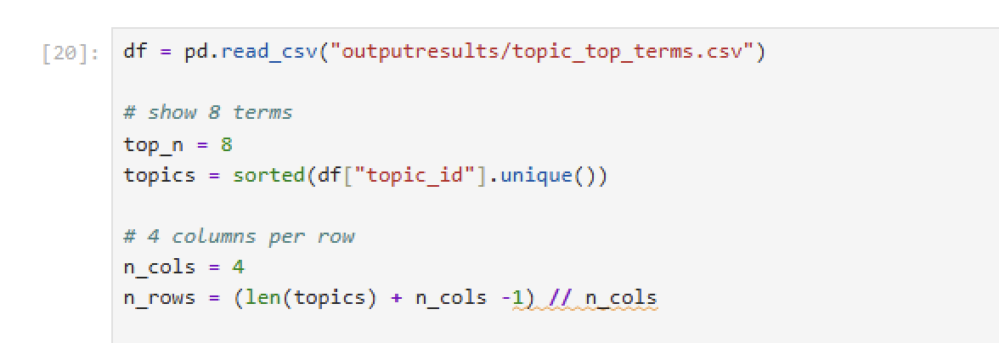 [20]: df = pd.read_csv("outputresults/topic_top_terms.csv")
# show 8 terms
top_n = 8
topics = sorted(df["topic_id"].unique())
# 4 columns per row
n_cols = 4
n_rows = (len(topics) + n_cols -1) // n_cols